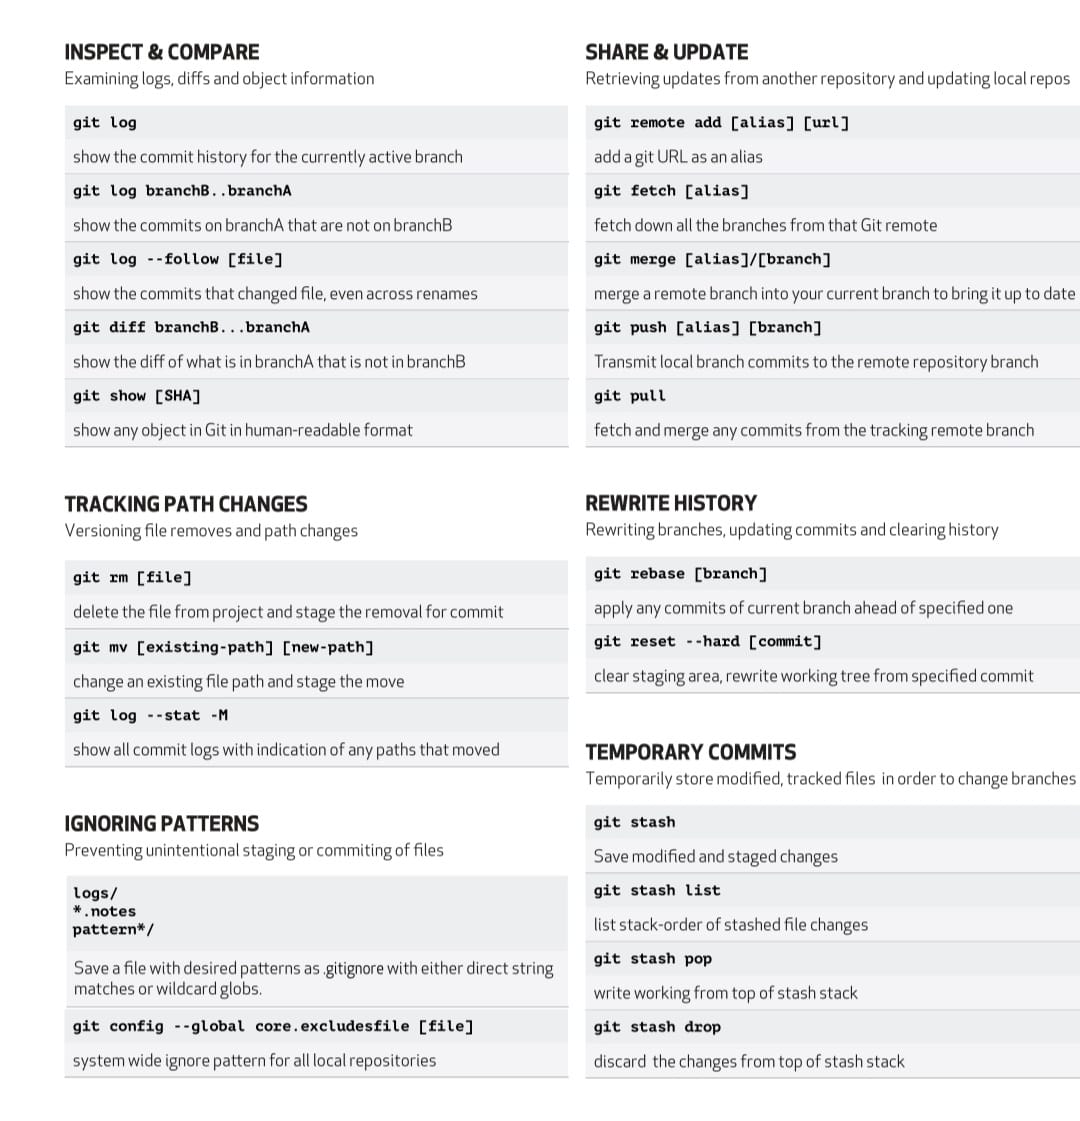 INSPECT & COMPARE
Examining logs, diffs and object information
git log
show the commit history for the currently active branch
git log branchB..branchA
show the commits on branchA that are not on branchB
git log --follow [file]
show the commits that changed file, even across renames
git diff branchB...branchA
show the diff of what is in branchA that is not in branchB
git show [SHA]
show any object in Git in human-readable format
TRACKING PATH CHANGES
Versioning file removes and path changes
git rm [file]
delete the file from project and stage the removal for commit
git mv [existing-path] [new-path]
change an existing file path and stage the move
git log --stat -M
show all commit logs with indication of any paths that moved
IGNORING PATTERNS
Preventing unintentional staging or commiting of files
logs/
*.notes
pattern*/
Save a file with desired patterns as .gitignore with either direct string
matches or wildcard globs.
git config --global core.excludesfile [file]
system wide ignore pattern for all local repositories
SHARE & UPDATE
Retrieving updates from another repository and updating local repos
git remote add [alias] [url]
add a git URL as an alias
git fetch [alias]
fetch down all the branches from that Git remote
git merge [alias]/[branch]
merge a remote branch into your current branch to bring it up to date
git push [alias] [branch]
Transmit local branch commits to the remote repository branch
git pull
fetch and merge any commits from the tracking remote branch
REWRITE HISTORY
Rewriting branches, updating commits and clearing history
git rebase [branch]
apply any commits of current branch ahead of specified one
git reset --hard [commit]
clear staging area, rewrite working tree from specified commit
TEMPORARY COMMITS
Temporarily store modified, tracked files in order to change branches
git stash
Save modified and staged changes
git stash list
list stack-order of stashed file changes
git stash pop
write working from top of stash stack
git stash drop
discard the changes from top of stash stack